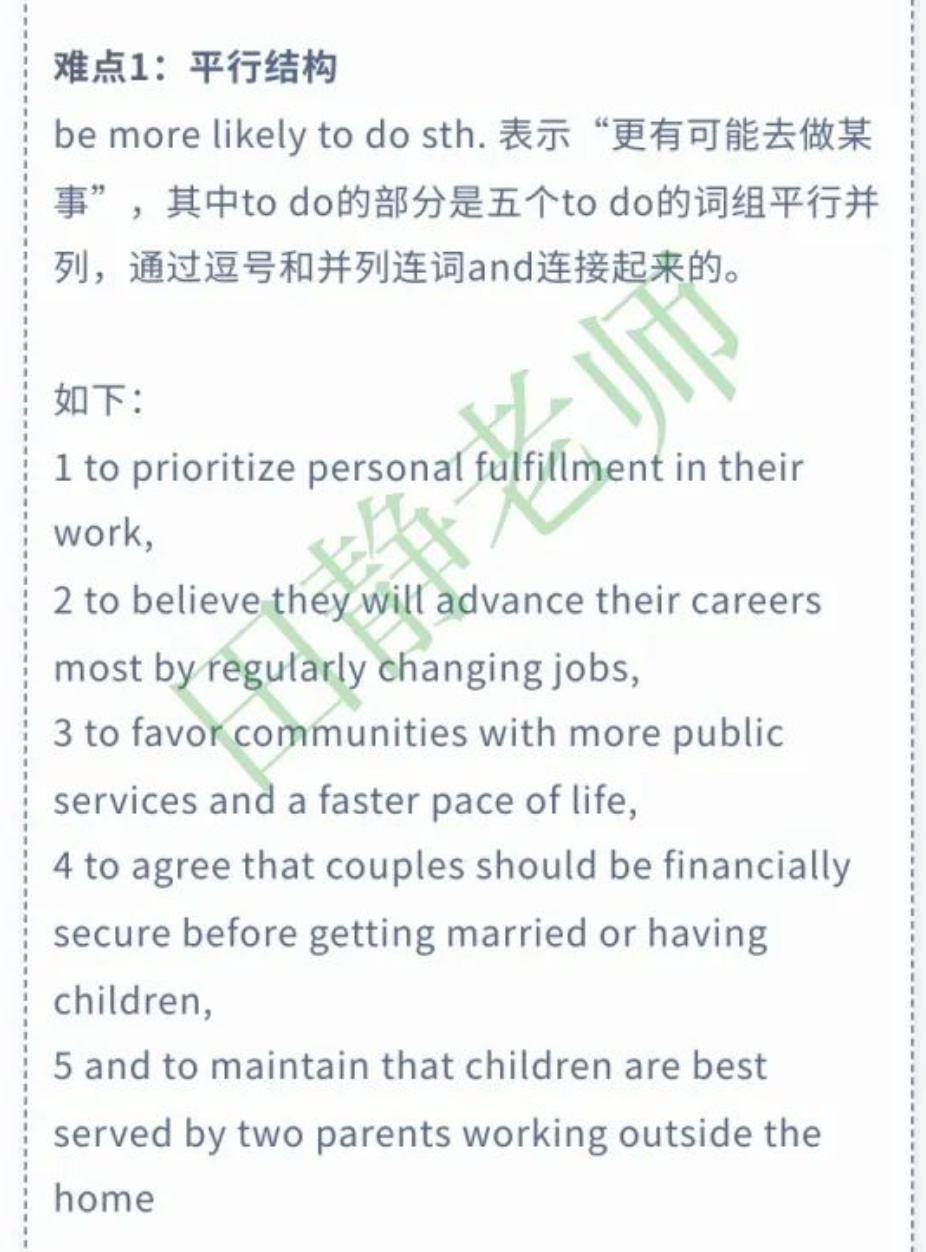 难点1：平行结构
be more likely to do sth. 表示“更有可能去做某
事”，其中to do的部分是五个to do的词组平行并
列，通过逗号和并列连词and连接起来的。
如下：
1 to prioritize personal fulfillment in their
work,
2 to believe they will advance their careers
most by regularly changing jobs,
3 to favor communities with more public
services and a faster pace of life,
4 to agree that couples should be financially
secure before getting married or having
children,
5 and to maintain that children are best
served by two parents working outside the
home
田静老师